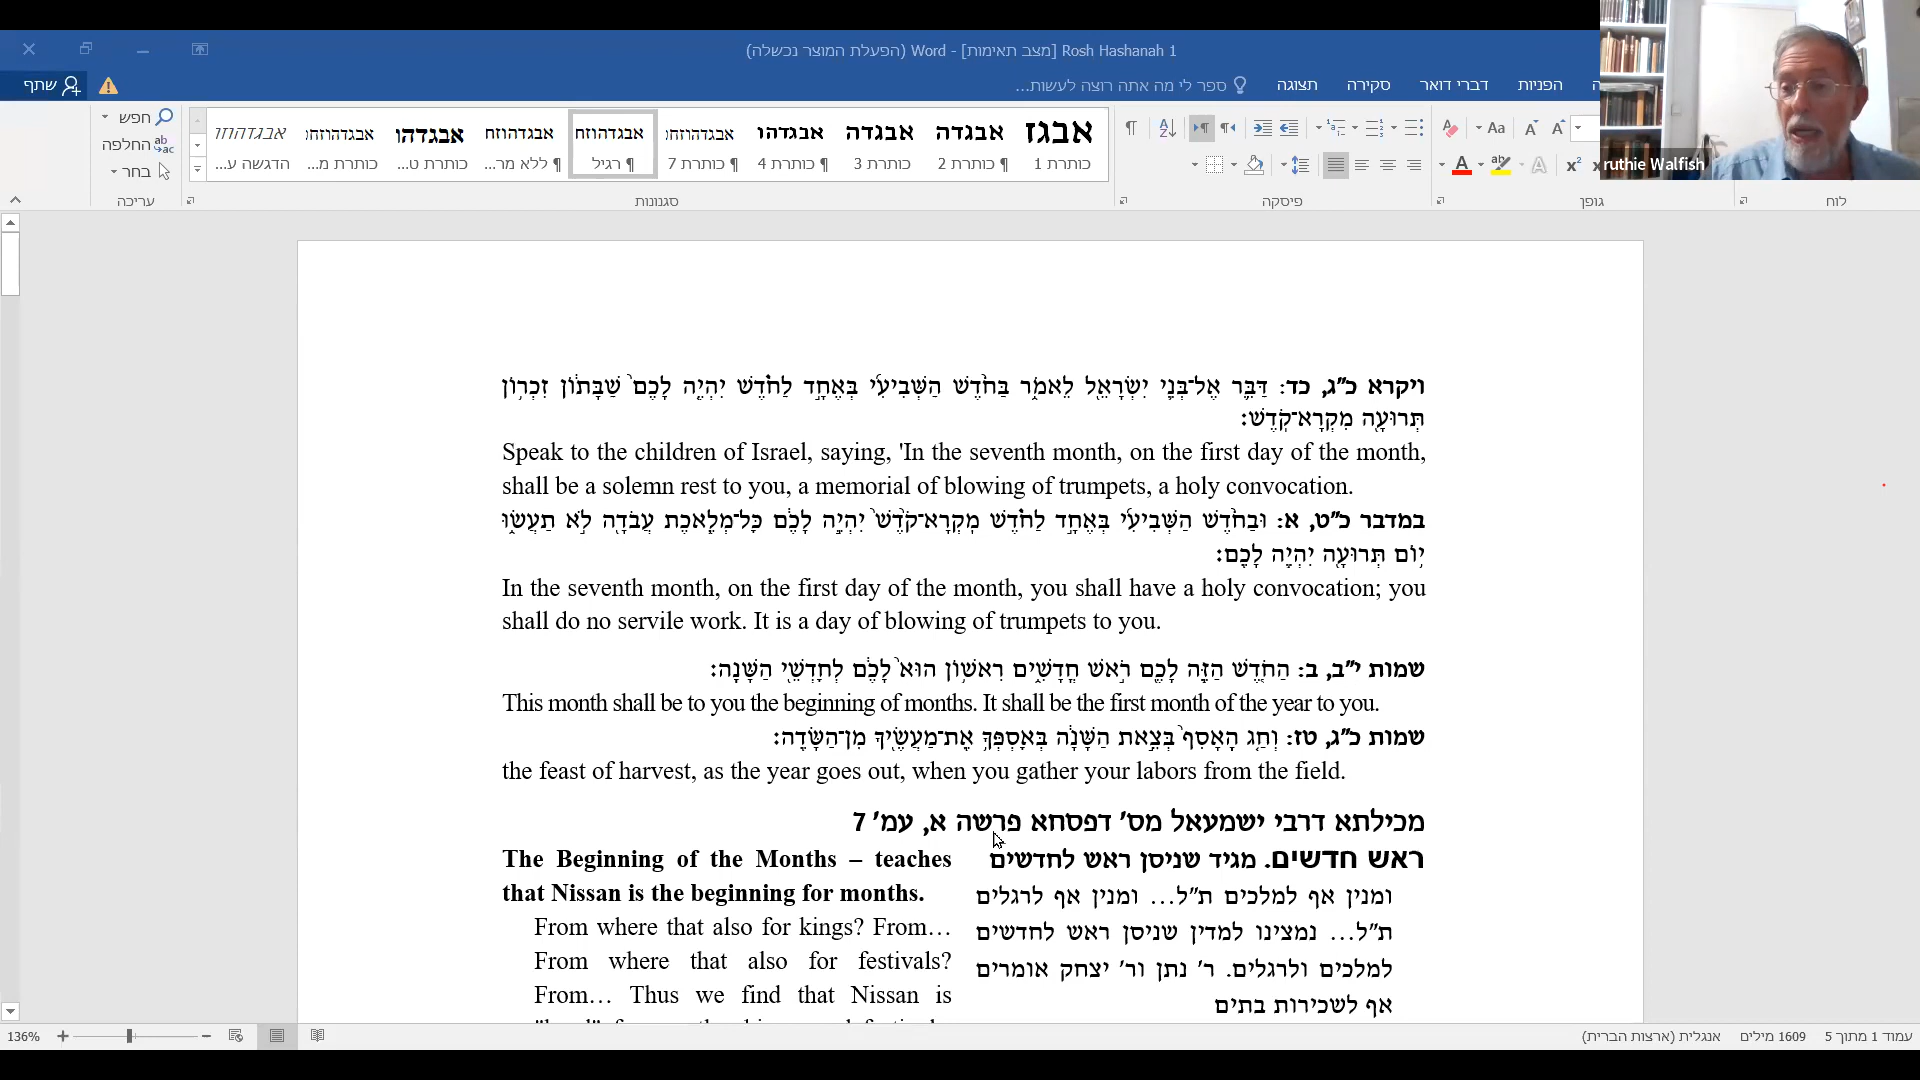 Rosh Hashanah 1 [מצב תאימות] - Word (הפעלת המוצר נכשלה)
הפניות דברי דואר סקירה תצוגה ספר לי מה אתה רוצה לעשות...
שתף
אבגז אבגדה אבגדה אבגדהו אבגדהוזחו אבגדהוזח אבגדהוזח אבגדהו אבגדהוזחו אבגדהוזחו
כותרת 1 ¶ כותרת 2 כותרת 3 ¶ כותרת 4 ¶ כותרת 7 ¶ רגיל ¶ ללא מר... כותרת ט... כותרת מ... הדגשה ע...
חפש
החלפה
בחר
לוח גופן פיסקה סגנונות עריכה
ruthie Walfish
ויקרא כ"ג, כד: דַּבֵּ֛ר אֶל־בְּנֵ֥י יִשְׂרָאֵ֖ל לֵאמֹ֑ר בַּחֹ֨דֶשׁ הַשְּׁבִיעִ֜י בְּאֶחָ֣ד לַחֹ֗דֶשׁ יִהְיֶ֤ה לָכֶם֙ שַׁבָּת֔וֹן זִכְר֥וֹן
תְּרוּעָ֖ה מִקְרָא־קֹֽדֶשׁ׃
Speak to the children of Israel, saying, 'In the seventh month, on the first day of the month,
shall be a solemn rest to you, a memorial of blowing of trumpets, a holy convocation.
במדבר כ"ט, א: וּבַחֹ֨דֶשׁ הַשְּׁבִיעִ֜י בְּאֶחָ֣ד לַחֹ֗דֶשׁ מִֽקְרָא־קֹ֙דֶשׁ֙ יִהְיֶ֣ה לָכֶ֔ם כָּל־מְלֶ֥אכֶת עֲבֹדָ֖ה לֹ֣א תַעֲשׂ֑וּ
י֥וֹם תְּרוּעָ֖ה יִהְיֶ֥ה לָכֶֽם׃
In the seventh month, on the first day of the month, you shall have a holy convocation; you
shall do no servile work. It is a day of blowing of trumpets to you.
שמות י"ב, ב: הַחֹ֧דֶשׁ הַזֶּ֛ה לָכֶ֖ם רֹ֣אשׁ חֳדָשִׁ֑ים רִאשׁ֥וֹן הוּא֙ לָכֶ֔ם לְחָדְשֵׁ֖י הַשָּׁנָֽה׃
This month shall be to you the beginning of months. It shall be the first month of the year to you.
שמות כ"ג, טז: וְחַ֤ג הָֽאָסִף֙ בְּצֵ֣את הַשָּׁנָ֔ה בְּאָסְפְּךָ֥ אֶֽת־מַעֲשֶׂ֖יךָ מִן־הַשָּׂדֶֽה׃
the feast of harvest, as the year goes out, when you gather your labors from the field.
מכילתא דרבי ישמעאל מס' דפסחא פרשה א, עמ' 7
ראש חדשים. מגיד שניסן ראש לחדשים
ומנין אף למלכים ת"ל... ומנין אף לרגלים
ת"ל... נמצינו למדין שניסן ראש לחדשים
למלכים ולרגלים. ר' נתן ור' יצחק אומרים
אף לשכירות בתים
The Beginning of the Months – teaches
that Nissan is the beginning for months.
From where that also for kings? From...
From where that also for festivals?
From... Thus we find that Nissan is
עמוד 1 מתוך 5 1609 מילים אנגלית (ארצות הברית) 136%